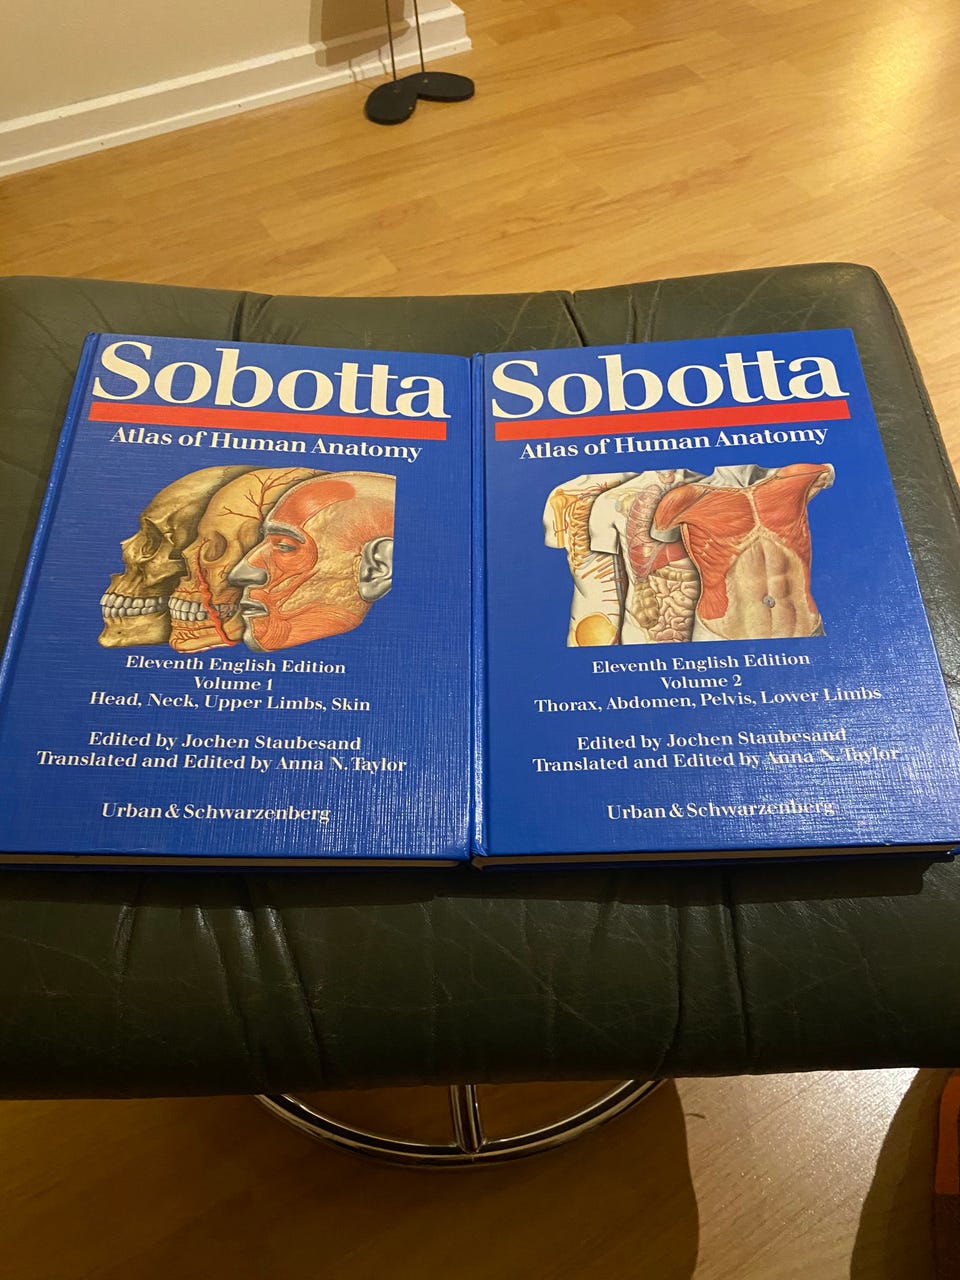 Sobotta
Atlas of Human Anatomy
Eleventh English Edition
Volume 1
Head, Neck, Upper Limbs, Skin
Edited by Jochen Staubesand
Translated and Edited by Anna N. Taylor
Urban & Schwarzenberg
Sobotta
Atlas of Human Anatomy
Eleventh English Edition
Volume 2
Thorax, Abdomen, Pelvis, Lower Limbs
Edited by Jochen Staubesand
Translated and Edited by Anna N. Taylor
Urban & Schwarzenberg